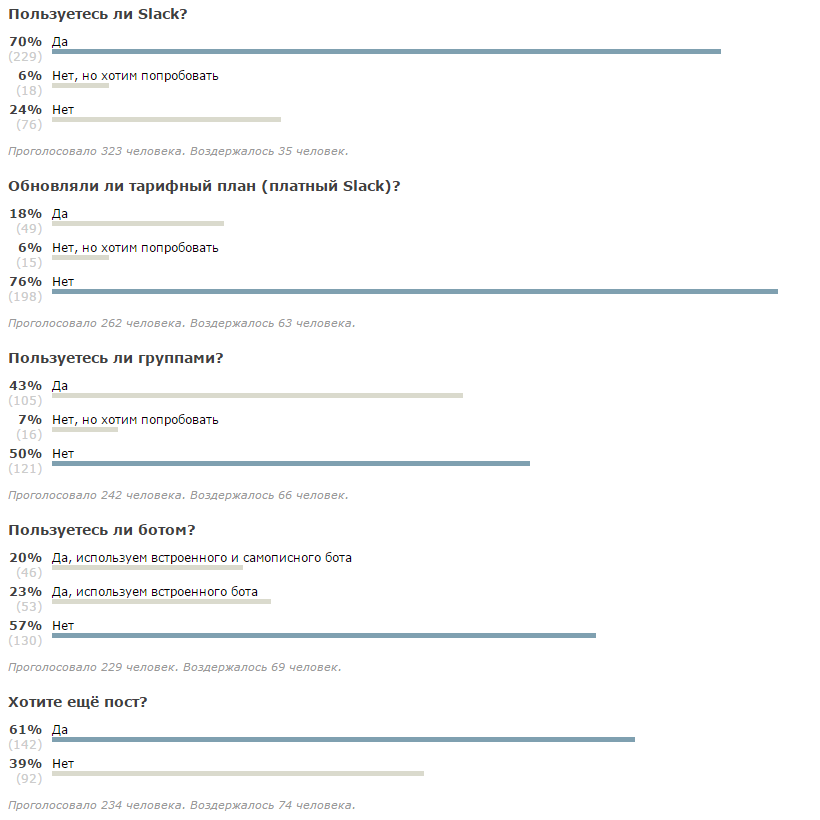 Пользуетесь ли Slack?
70% Да
(229)
6% Нет, но хотим попробовать
(18)
24% Нет
(76)
Проголосовало 323 человека. Воздержалось 35 человек.
Обновляли ли тарифный план (платный Slack)?
18% Да
(49)
6% Нет, но хотим попробовать
(15)
76% Нет
(198)
Проголосовало 262 человека. Воздержалось 63 человека.
Пользуетесь ли группами?
43% Да
(105)
7% Нет, но хотим попробовать
(16)
50% Нет
(121)
Проголосовало 242 человека. Воздержалось 66 человек.
Пользуетесь ли ботом?
20% Да, используем встроенного и самописного бота
(46)
23% Да, используем встроенного бота
(53)
57% Нет
(130)
Проголосовало 229 человек. Воздержалось 69 человек.
Хотите ещё пост?
61% Да
(142)
39% Нет
(92)
Проголосовало 234 человека. Воздержалось 74 человека.